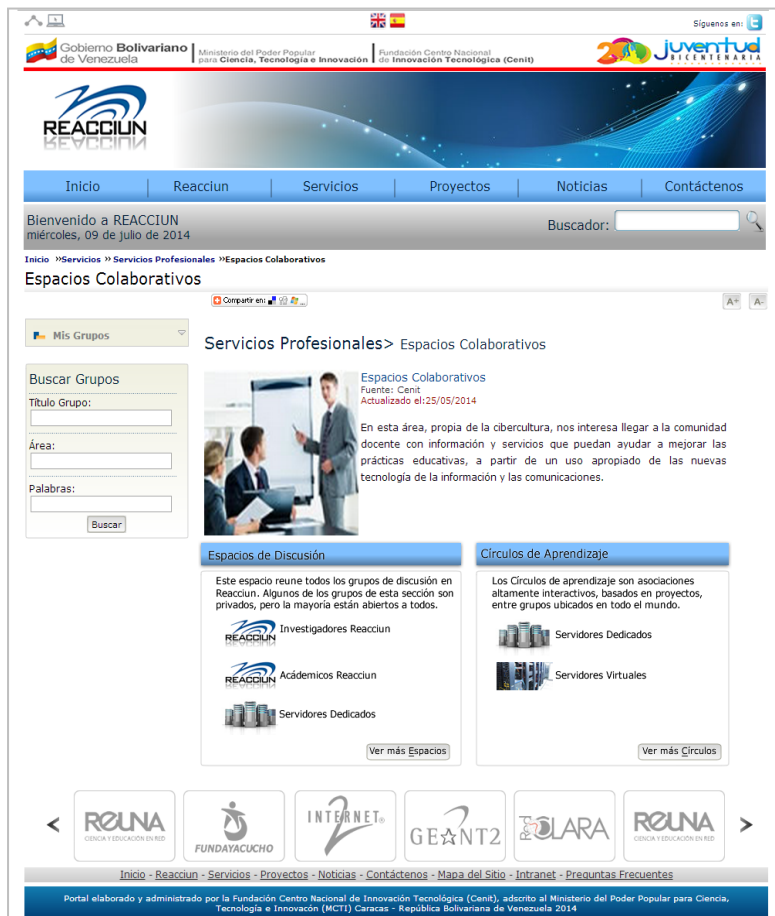 Síguenos en:
Gobierno Bolivariano
de Venezuela
Ministerio del Poder Popular
para Ciencia, Tecnología e Innovación
Fundación Centro Nacional
de Innovación Tecnológica (Cenit)
200 juventud
BICENTENARIA
REACCIUN
Inicio Reacciun Servicios Proyectos Noticias Contáctenos
Bienvenido a REACCIUN
miércoles, 09 de julio de 2014
Buscador:
Inicio »Servicios » Servicios Profesionales »Espacios Colaborativos
Espacios Colaborativos
Compartir en: ...
A+ A-
Mis Grupos
Buscar Grupos
Título Grupo:
Área:
Palabras:
Buscar
Servicios Profesionales> Espacios Colaborativos
Espacios Colaborativos
Fuente: Cenit
Actualizado el:25/05/2014
En esta área, propia de la cibercultura, nos interesa llegar a la comunidad
docente con información y servicios que puedan ayudar a mejorar las
prácticas educativas, a partir de un uso apropiado de las nuevas
tecnología de la información y las comunicaciones.
Espacios de Discusión
Este espacio reune todos los grupos de discusión en
Reacciun. Algunos de los grupos de esta sección son
privados, pero la mayoría están abiertos a todos.
REACCIUN Investigadores Reacciun
REACCIUN Acádemicos Reacciun
Servidores Dedicados
Ver más Espacios
Círculos de Aprendizaje
Los Círculos de aprendizaje son asociaciones
altamente interactivos, basados en proyectos,
entre grupos ubicados en todo el mundo.
Servidores Dedicados
Servidores Virtuales
Ver más Círculos
< REUNA
CIENCIA Y EDUCACIÓN EN RED
FUNDAYACUCHO
INTERNET 2
GEANT2
RED CLARA
REUNA
CIENCIA Y EDUCACIÓN EN RED >
Inicio - Reacciun - Servicios - Proyectos - Noticias - Contáctenos - Mapa del Sitio - Intranet - Preguntas Frecuentes
Portal elaborado y administrado por la Fundación Centro Nacional de Innovación Tecnológica (Cenit), adscrito al Ministerio del Poder Popular para Ciencia,
Tecnología e Innovacón (MCTI) Caracas - República Bolivariana de Venezuela 2014